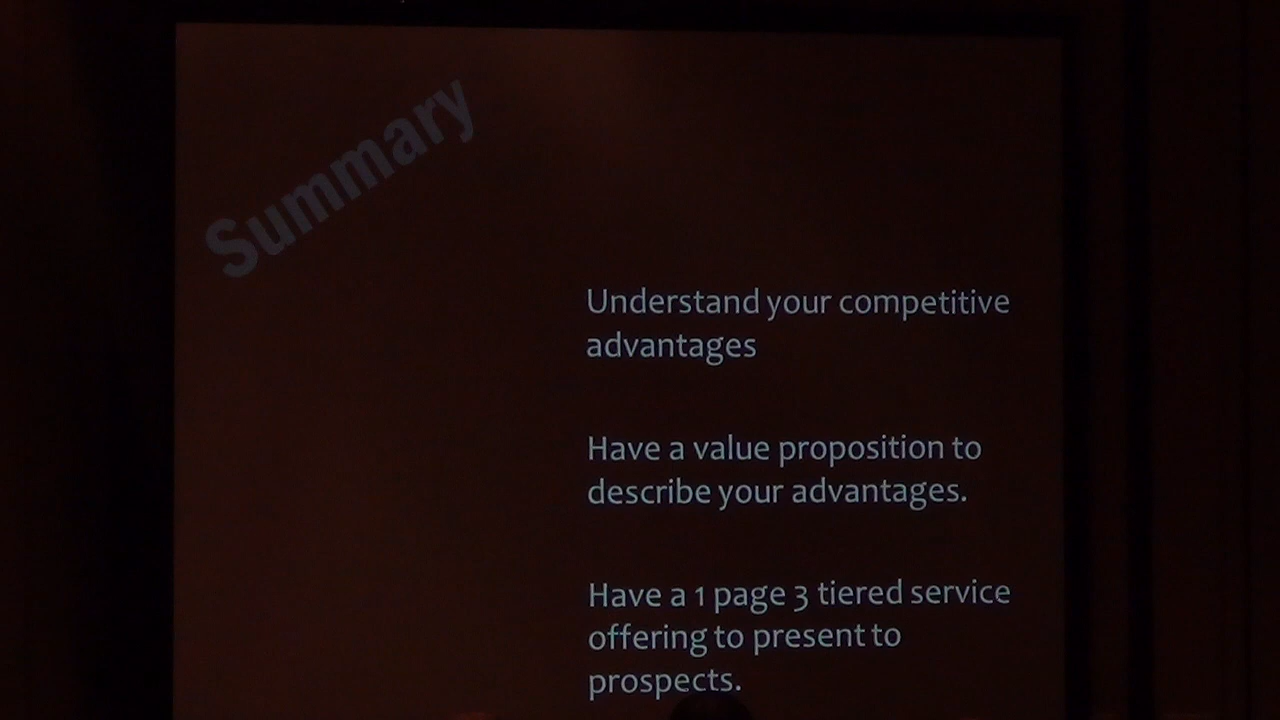 Summary
Understand your competitive
advantages
Have a value proposition to
describe your advantages.
Have a 1 page 3 tiered service
offering to present to
prospects.